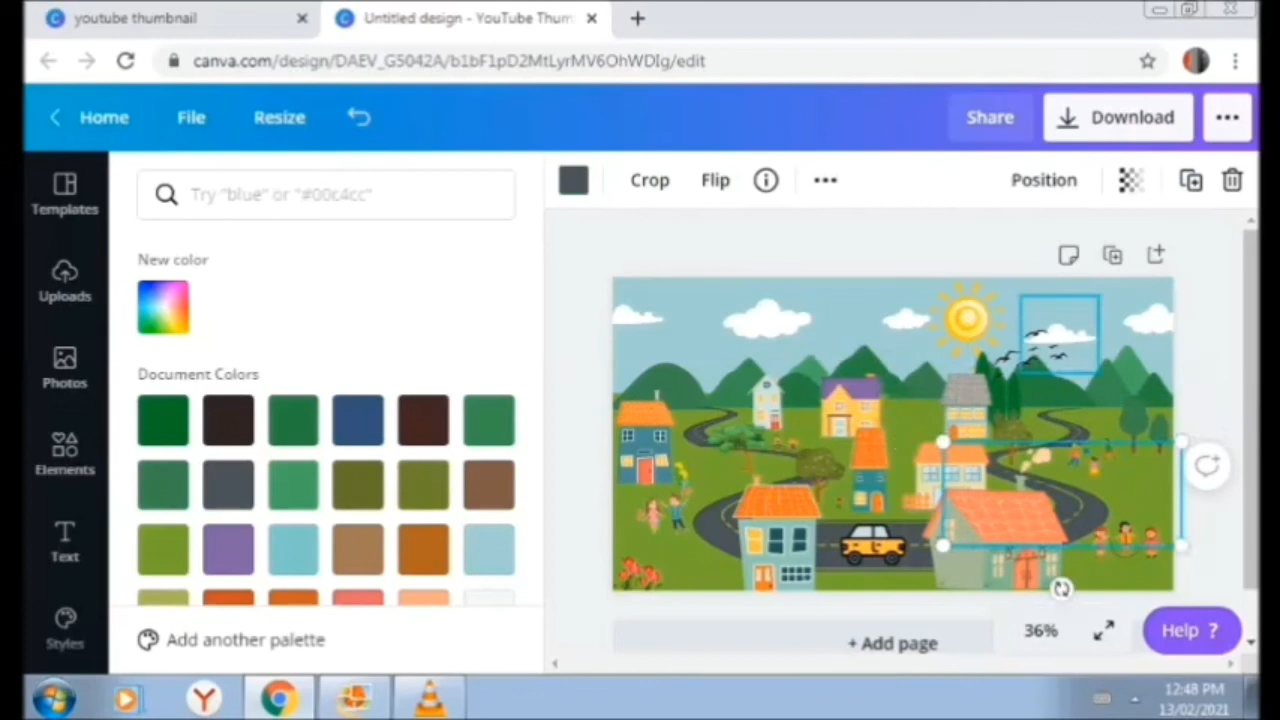 youtube thumbnail
Untitled design - YouTube Thum
canva.com/design/DAEV_G5042A/b1bF1pD2MtLyrMV6OhWDIg/edit
Home File Resize Share Download
Templates
Uploads
Photos
Elements
Text
Styles
Try "blue" or "#00c4cc"
New color
Document Colors
Add another palette
Crop Flip Position
+ Add page
36%
Help ?
12:48 PM
13/02/2021